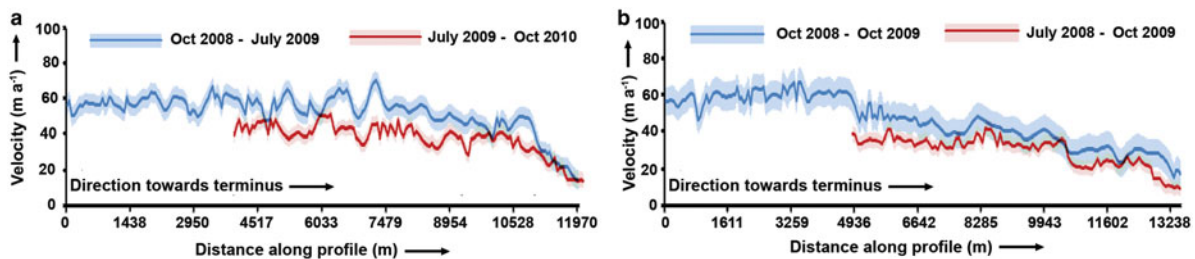 a
100
80
60
40
20
0
Velocity (m a⁻¹)
Oct 2008 - July 2009
July 2009 - Oct 2010
Direction towards terminus
0 1438 2950 4517 6033 7479 8954 10528 11970
Distance along profile (m)
b
100
80
60
40
20
0
Velocity (m a⁻¹)
Oct 2008 - Oct 2009
July 2008 - Oct 2009
Direction towards terminus
0 1611 3259 4936 6642 8285 9943 11602 13238
Distance along profile (m)